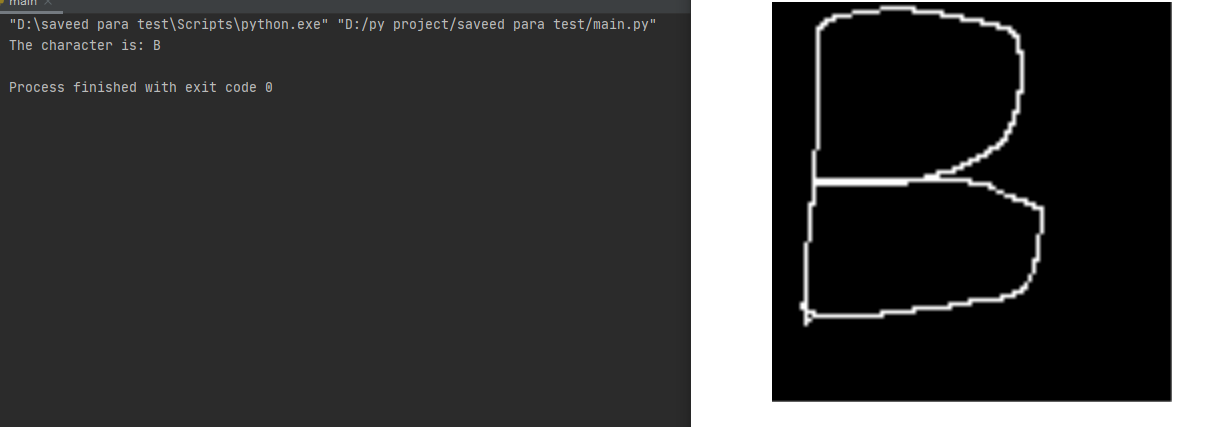 main
"D:\saveed para test\Scripts\python.exe" "D:/py project/saveed para test/main.py"
The character is: B
Process finished with exit code 0
B